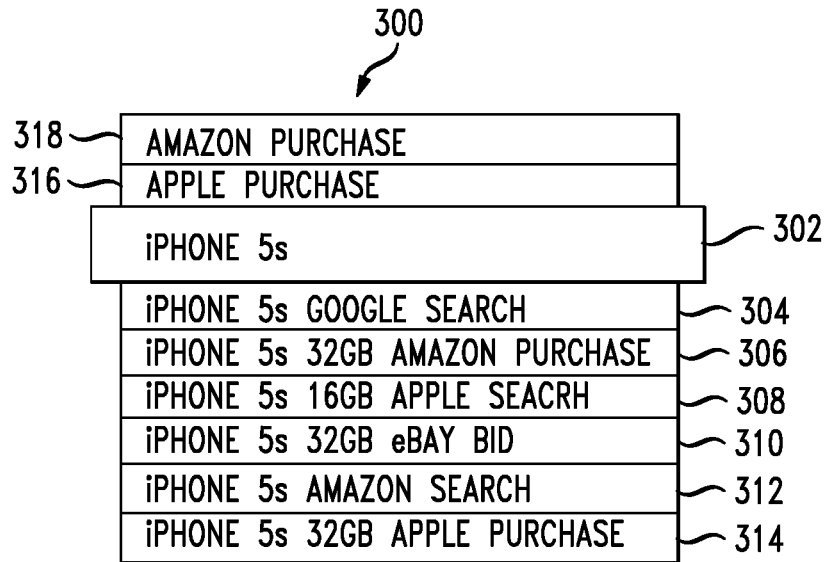 300
318 AMAZON PURCHASE
316 APPLE PURCHASE
iPHONE 5s 302
iPHONE 5s GOOGLE SEARCH 304
iPHONE 5s 32GB AMAZON PURCHASE 306
iPHONE 5s 16GB APPLE SEACRH 308
iPHONE 5s 32GB eBAY BID 310
iPHONE 5s AMAZON SEARCH 312
iPHONE 5s 32GB APPLE PURCHASE 314